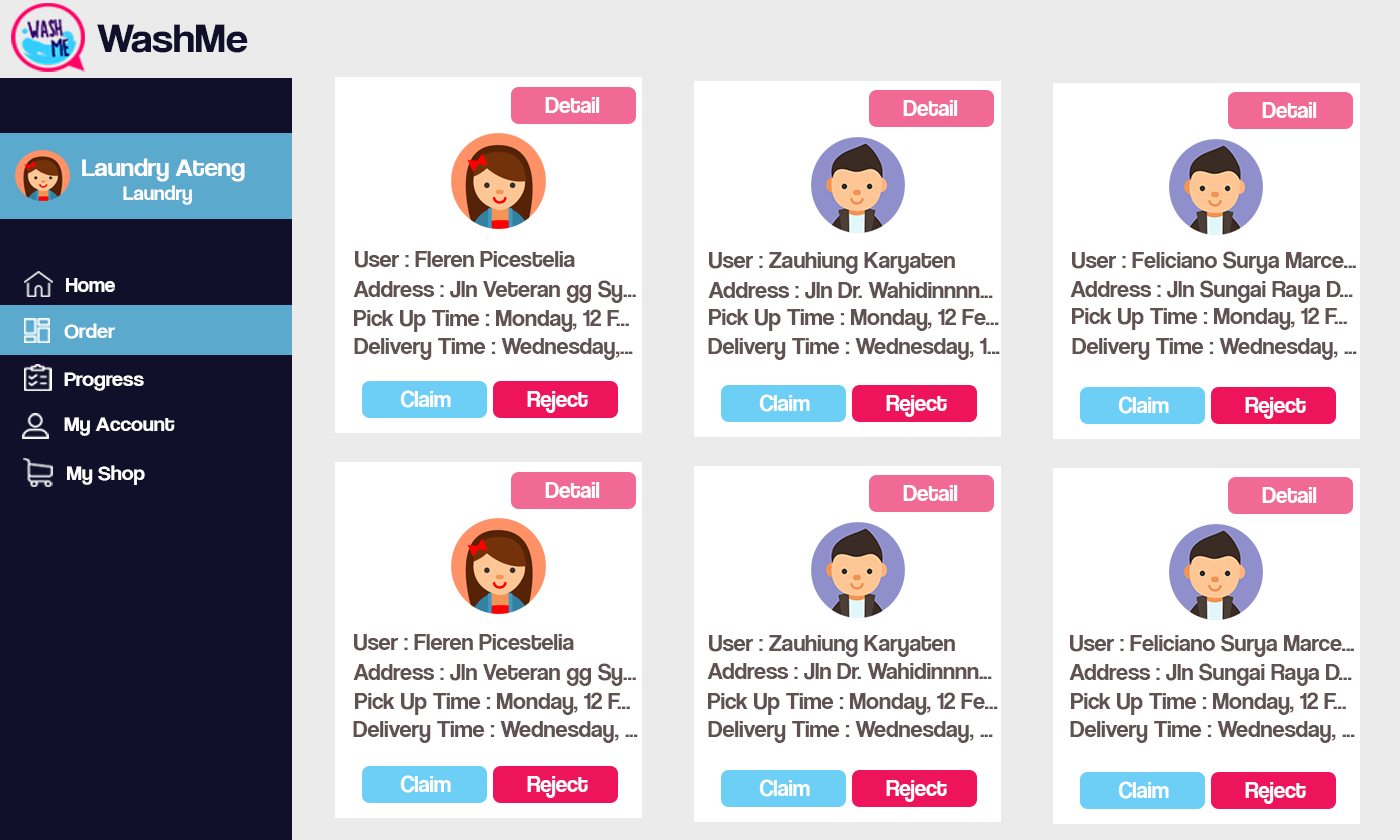 WASH
ME
WashMe
Laundry Ateng
Laundry
Home
Order
Progress
My Account
My Shop
Detail
User : Fleren Picestelia
Address : Jln Veteran gg Sy...
Pick Up Time : Monday, 12 F...
Delivery Time : Wednesday,...
Claim
Reject
Detail
User : Zauhiung Karyaten
Address : Jln Dr. Wahidinnnn...
Pick Up Time : Monday, 12 Fe...
Delivery Time : Wednesday, 1...
Claim
Reject
Detail
User : Feliciano Surya Marce...
Address : Jln Sungai Raya D...
Pick Up Time : Monday, 12 F...
Delivery Time : Wednesday, ...
Claim
Reject
Detail
User : Fleren Picestelia
Address : Jln Veteran gg Sy...
Pick Up Time : Monday, 12 F...
Delivery Time : Wednesday, ...
Claim
Reject
Detail
User : Zauhiung Karyaten
Address : Jln Dr. Wahidinnnn...
Pick Up Time : Monday, 12 Fe...
Delivery Time : Wednesday, ...
Claim
Reject
Detail
User : Feliciano Surya Marce...
Address : Jln Sungai Raya D...
Pick Up Time : Monday, 12 F...
Delivery Time : Wednesday, ...
Claim
Reject